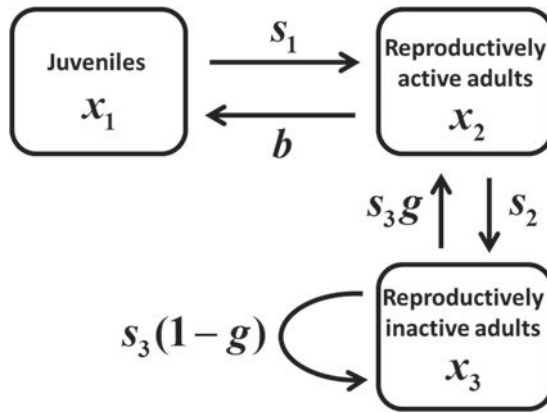 Juveniles
x₁
s₁
b
Reproductively
active adults
x₂
s₃g
s₂
s₃(1 – g)
Reproductively
inactive adults
x₃